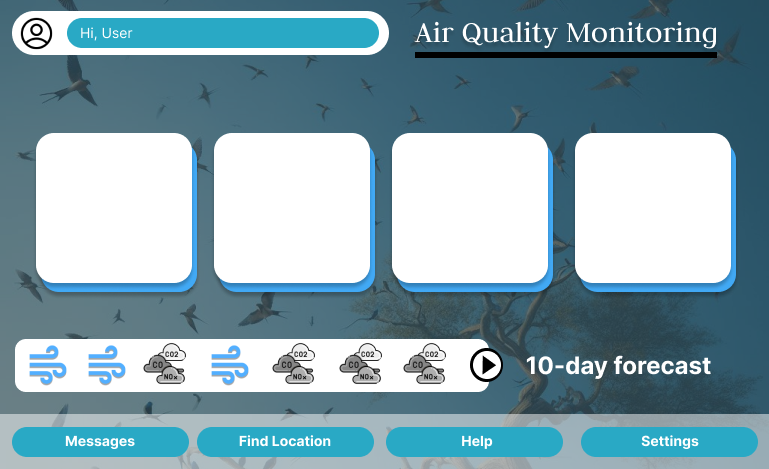 Hi, User
Air Quality Monitoring
CO2
CO
NOx
CO2
CO
NOx
CO2
CO
NOx
CO2
CO
NOx
10-day forecast
Messages
Find Location
Help
Settings